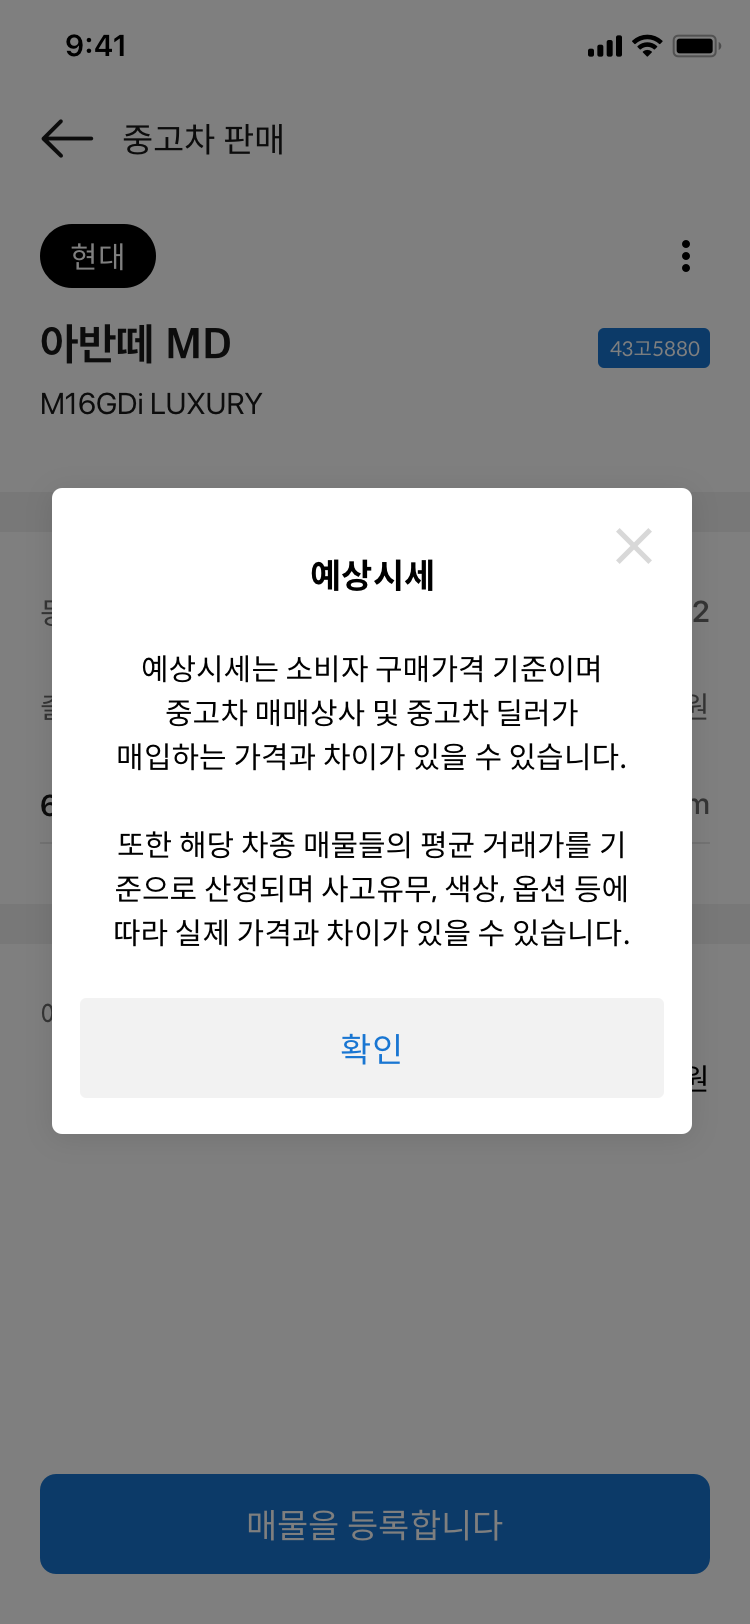 9:41
중고차 판매
현대
아반떼 MD
43고5880
M16GDi LUXURY
예상시세
2
예상시세는 소비자 구매가격 기준이며
원
중고차 매매상사 및 중고차 딜러가
매입하는 가격과 차이가 있을 수 있습니다.
6
m
또한 해당 차종 매물들의 평균 거래가를 기
준으로 산정되며 사고유무, 색상, 옵션 등에
따라 실제 가격과 차이가 있을 수 있습니다.
확인
원
매물을 등록합니다